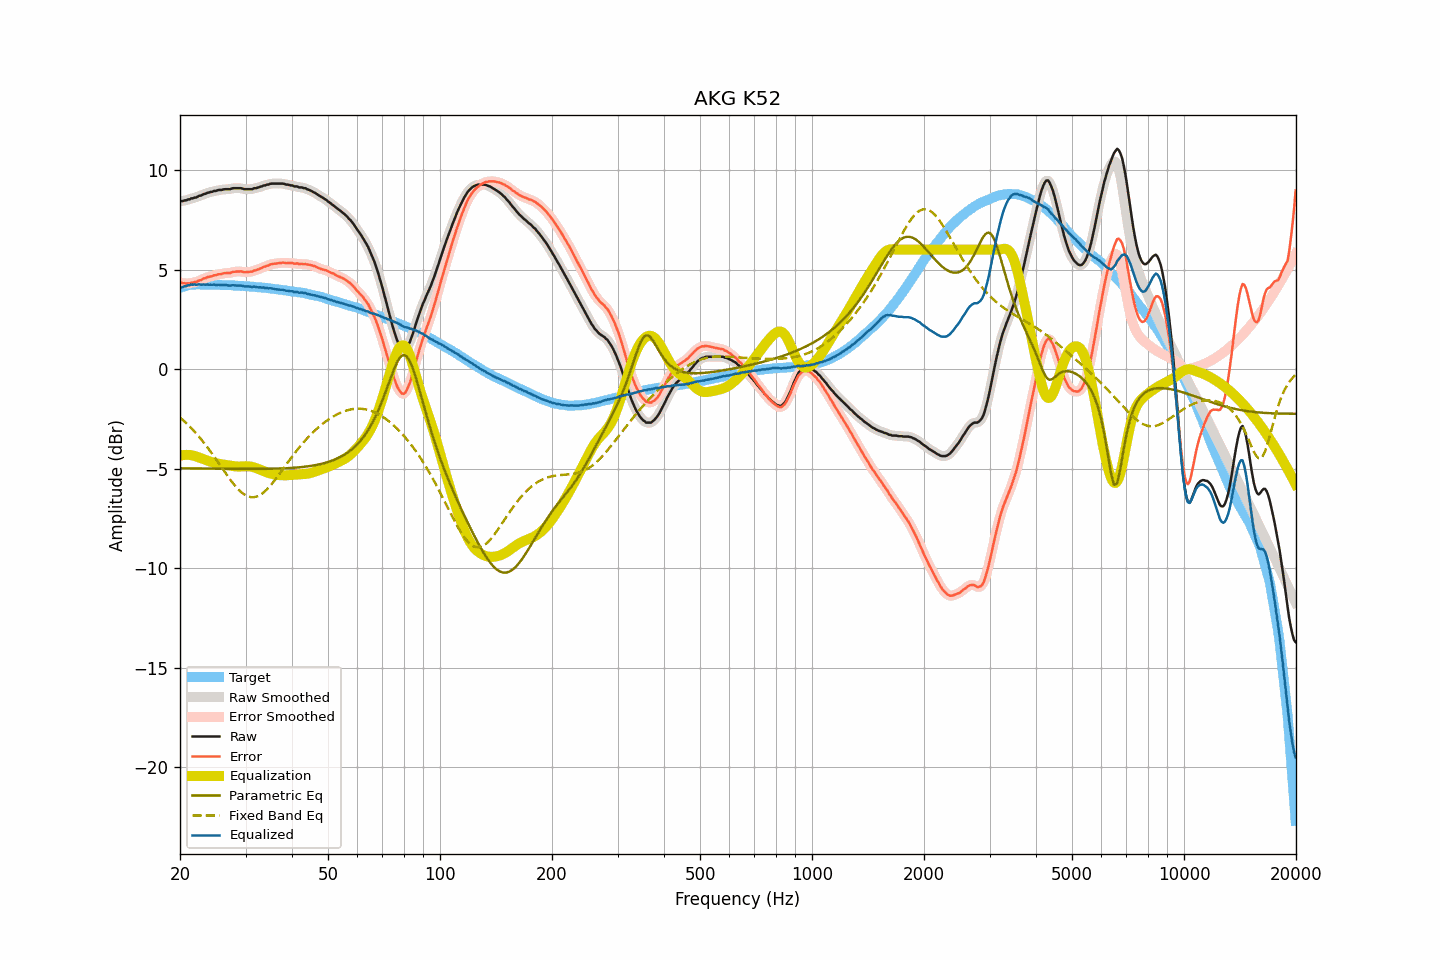 AKG K52
Amplitude (dBr)
10
5
0
−5
−10
−15
−20
Target
Raw Smoothed
Error Smoothed
Raw
Error
Equalization
Parametric Eq
Fixed Band Eq
Equalized
20 50 100 200 500 1000 2000 5000 10000 20000
Frequency (Hz)